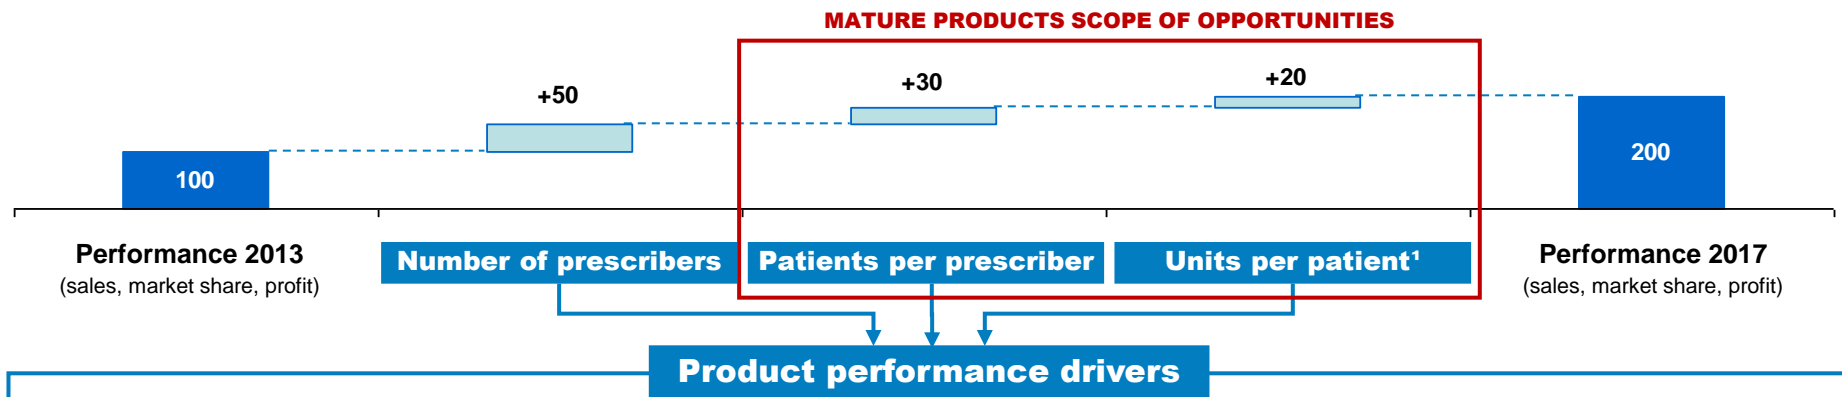 MATURE PRODUCTS SCOPE OF OPPORTUNITIES
+50
+30
+20
100
200
Performance 2013
(sales, market share, profit)
Number of prescribers
Patients per prescriber
Units per patient¹
Performance 2017
(sales, market share, profit)
Product performance drivers